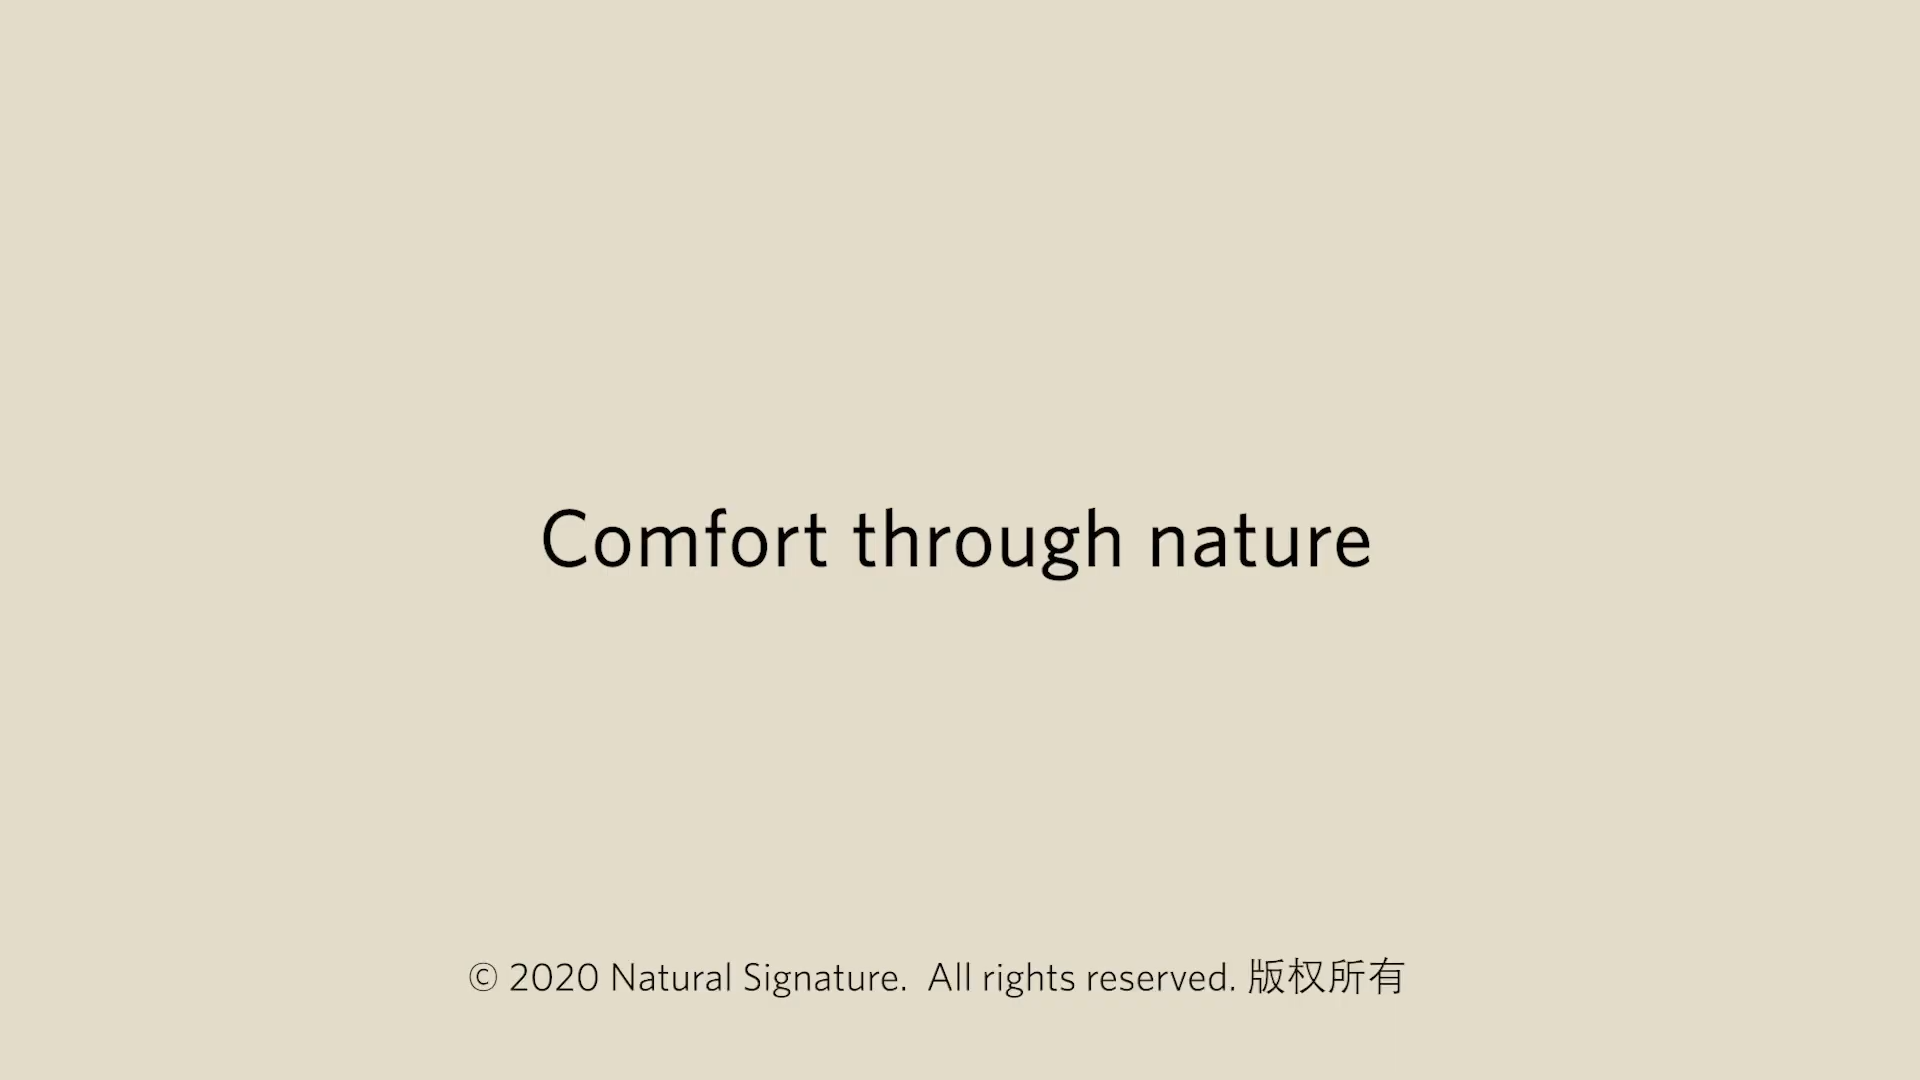 Comfort through nature
© 2020 Natural Signature.  All rights reserved. 版权所有